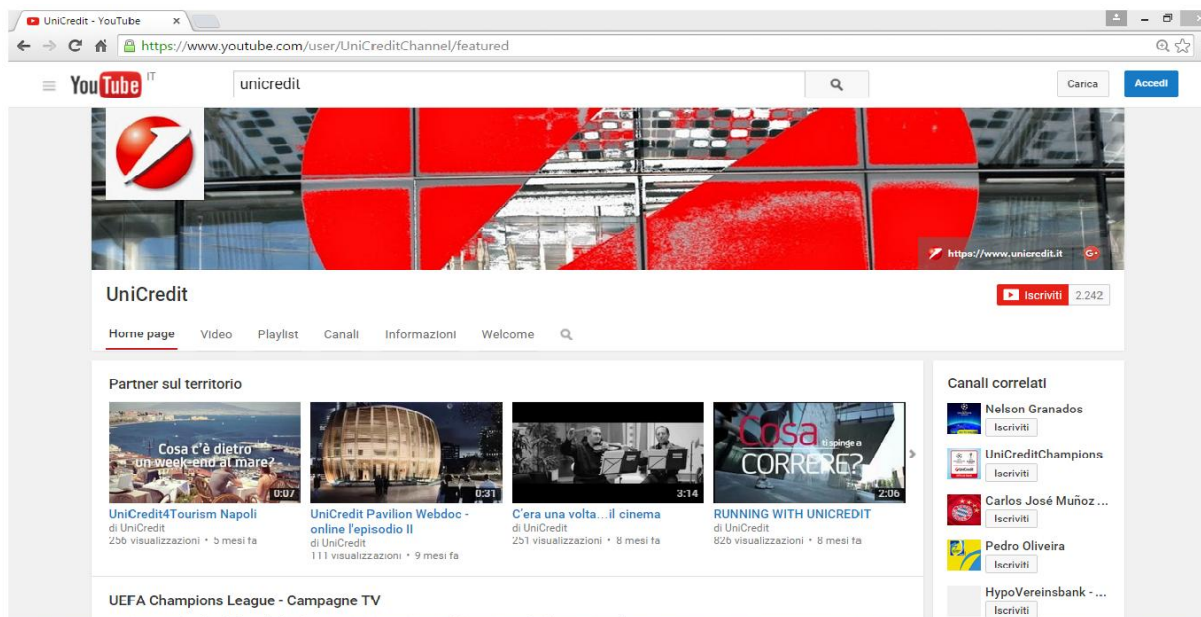 UniCredit - YouTube
https://www.youtube.com/user/UniCreditChannel/featured
YouTube IT
unicredit
Carica
Accedi
https://www.unicredit.it
G+
UniCredit
Iscriviti 2.242
Home page Video Playlist Canali Informazioni Welcome
Partner sul territorio
Cosa c'è dietro
un week-end al mare?
0:07
0:31
3:14
Cosa
ti spinge a
CORRERE?
2:06
UniCredit4Tourism Napoli
di UniCredit
256 visualizzazioni • 5 mesi fa
UniCredit Pavilion Webdoc -
online l'episodio II
di UniCredit
111 visualizzazioni • 9 mesi fa
C'era una volta...il cinema
di UniCredit
251 visualizzazioni • 8 mesi fa
RUNNING WITH UNICREDIT
di UniCredit
826 visualizzazioni • 8 mesi fa
UEFA Champions League - Campagne TV
Canali correlati
Nelson Granados
Iscriviti
UniCreditChampions
Iscriviti
Carlos José Muñoz ...
Iscriviti
Pedro Oliveira
Iscriviti
HypoVereinsbank - ...
Iscriviti